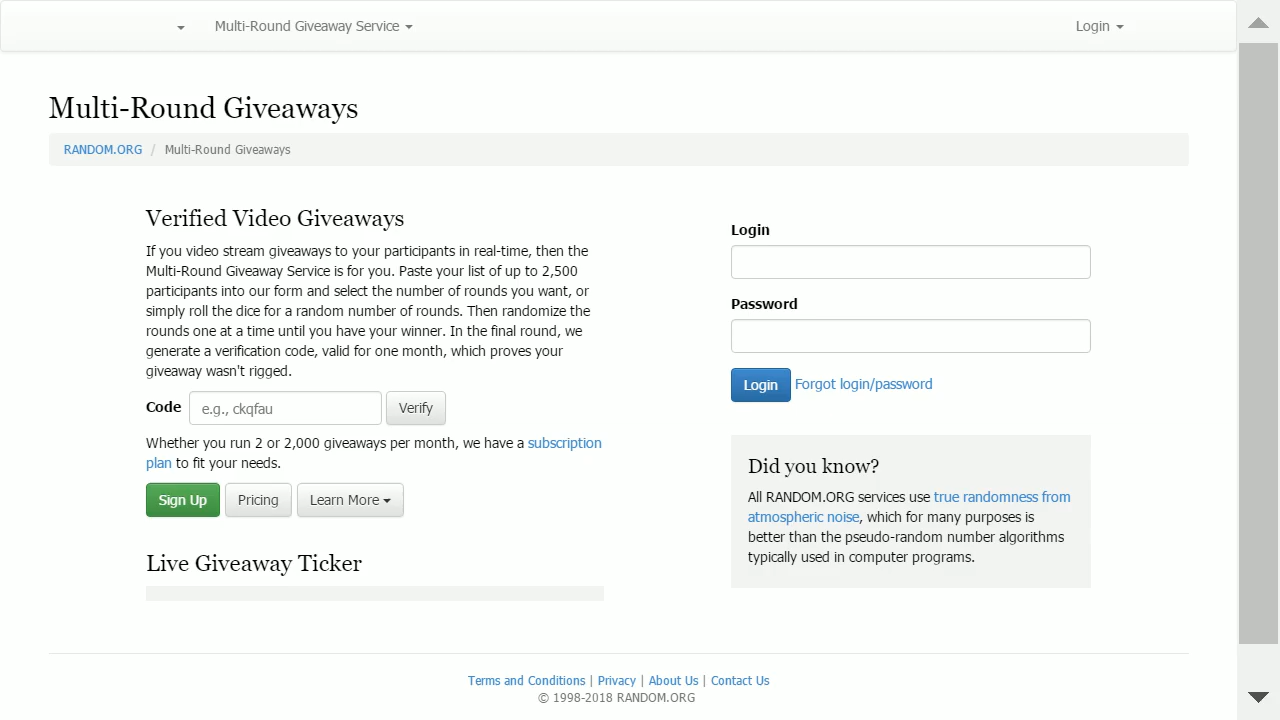 Multi-Round Giveaway Service
Login
Multi-Round Giveaways
RANDOM.ORG / Multi-Round Giveaways
Verified Video Giveaways
If you video stream giveaways to your participants in real-time, then the
Multi-Round Giveaway Service is for you. Paste your list of up to 2,500
participants into our form and select the number of rounds you want, or
simply roll the dice for a random number of rounds. Then randomize the
rounds one at a time until you have your winner. In the final round, we
generate a verification code, valid for one month, which proves your
giveaway wasn't rigged.
Code e.g., ckqfau Verify
Whether you run 2 or 2,000 giveaways per month, we have a subscription
plan to fit your needs.
Sign Up Pricing Learn More
Live Giveaway Ticker
Login
Password
Login Forgot login/password
Did you know?
All RANDOM.ORG services use true randomness from
atmospheric noise, which for many purposes is
better than the pseudo-random number algorithms
typically used in computer programs.
Terms and Conditions | Privacy | About Us | Contact Us
© 1998-2018 RANDOM.ORG